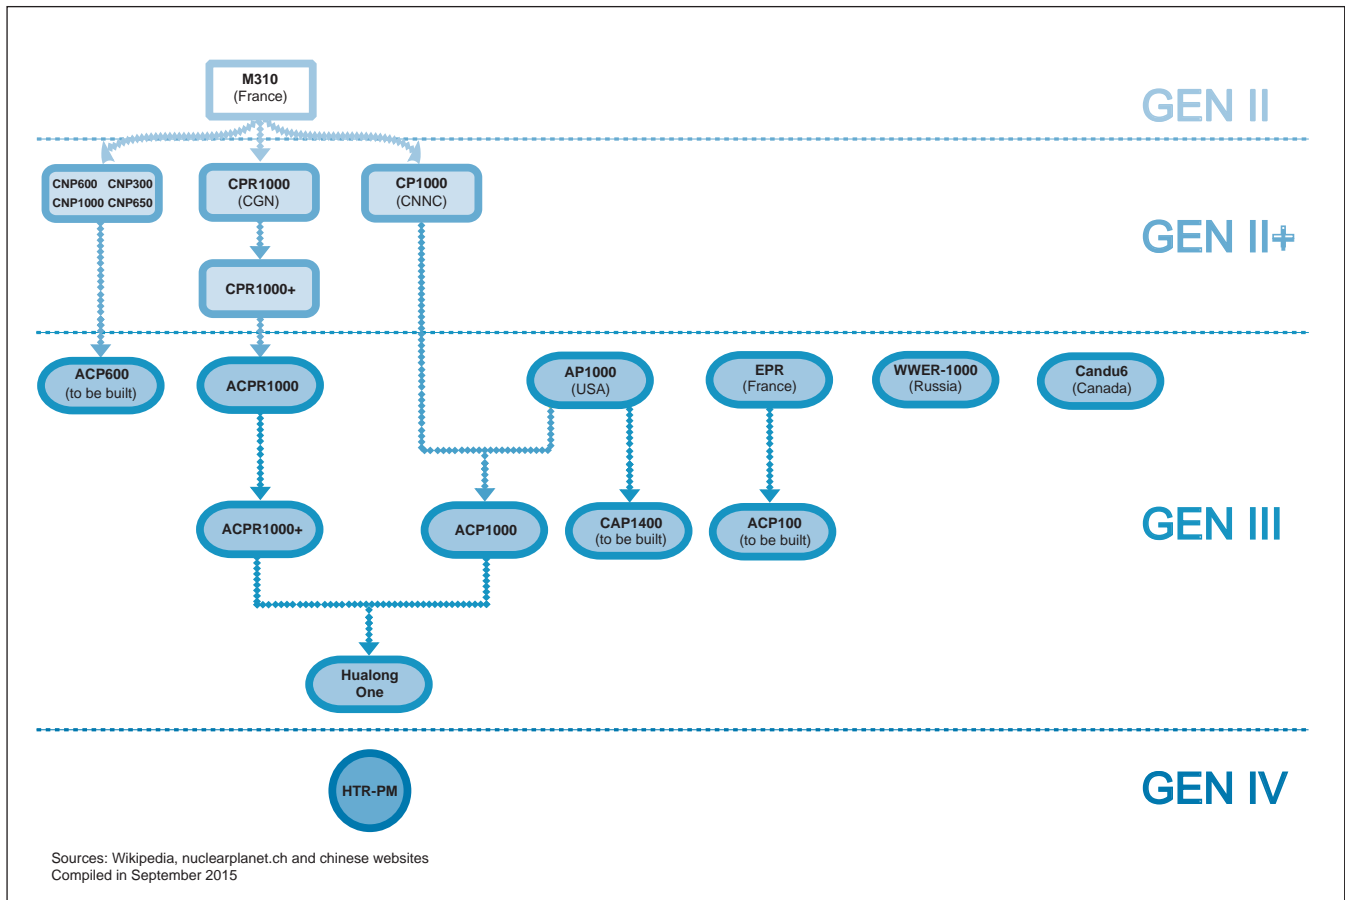 M310
(France)
GEN II
CNP600 CNP300
CNP1000 CNP650
CPR1000
(CGN)
CP1000
(CNNC)
GEN II+
CPR1000+
ACP600
(to be built)
ACPR1000
AP1000
(USA)
EPR
(France)
WWER-1000
(Russia)
Candu6
(Canada)
ACPR1000+
ACP1000
CAP1400
(to be built)
ACP100
(to be built)
GEN III
Hualong
One
HTR-PM
GEN IV
Sources: Wikipedia, nuclearplanet.ch and chinese websites
Compiled in September 2015